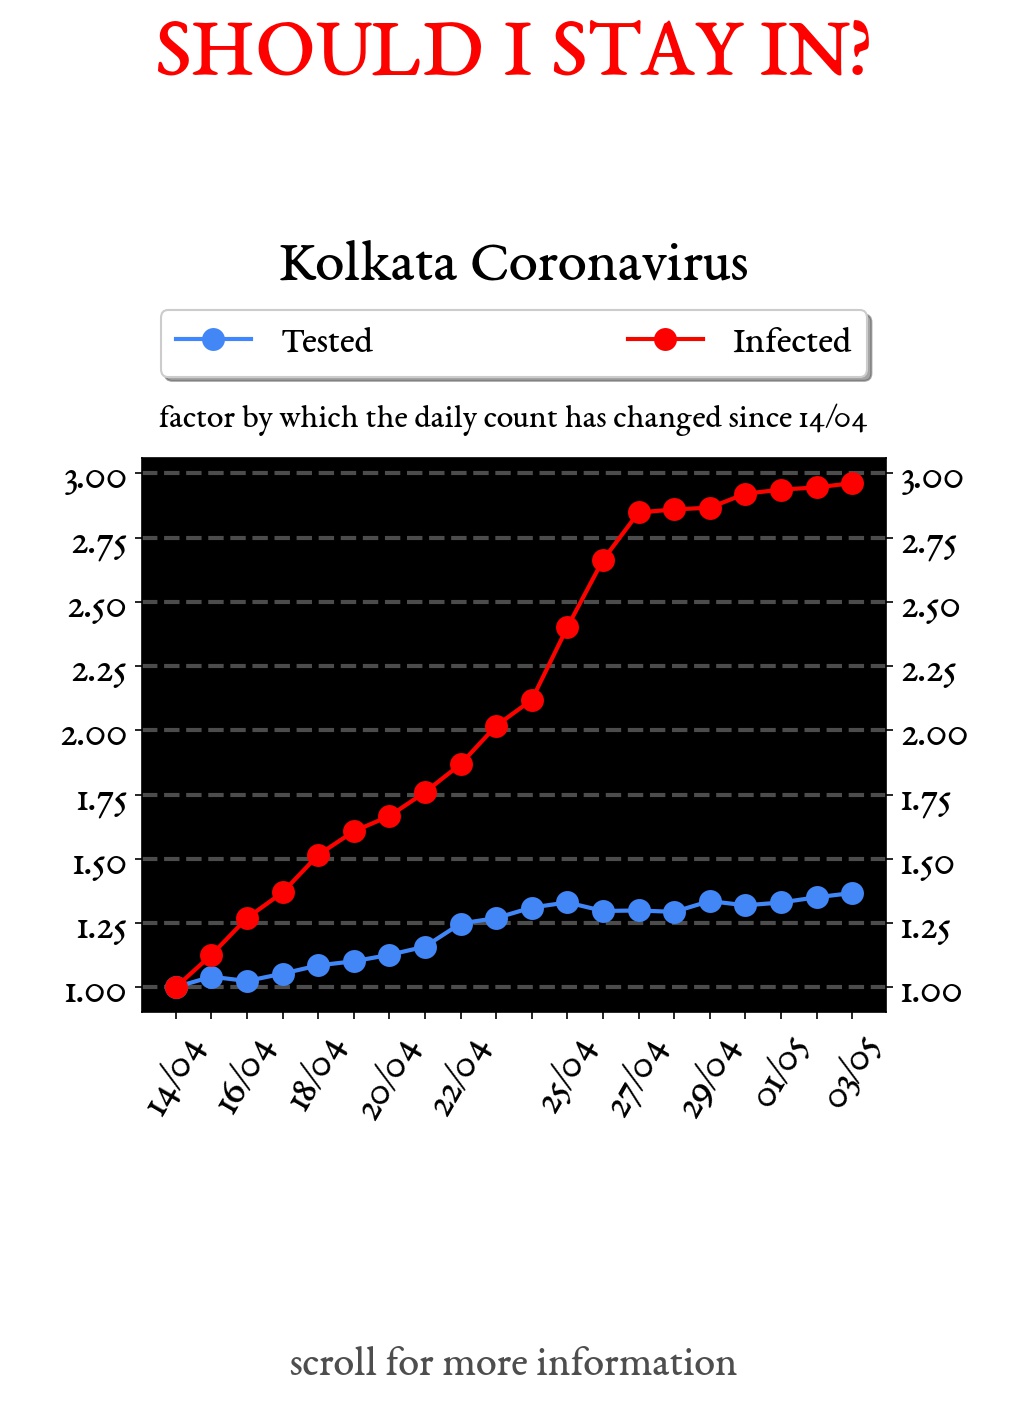 SHOULD I STAY IN?
Kolkata Coronavirus
Tested Infected
factor by which the daily count has changed since 14/04
3.00 3.00
2.75 2.75
2.50 2.50
2.25 2.25
2.00 2.00
1.75 1.75
1.50 1.50
1.25 1.25
1.00 1.00
14/04 16/04 18/04 20/04 22/04 25/04 27/04 29/04 01/05 03/05
scroll for more information